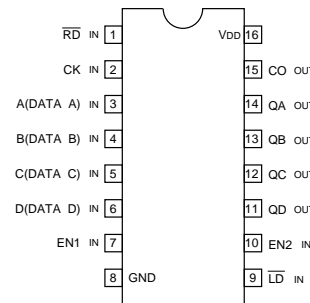 R̅D̅ IN 1
VDD 16
CK IN 2
15 CO OUT
A(DATA A) IN 3
14 QA OUT
B(DATA B) IN 4
13 QB OUT
C(DATA C) IN 5
12 QC OUT
D(DATA D) IN 6
11 QD OUT
EN1 IN 7
10 EN2 IN
8 GND
9 L̅D̅ IN